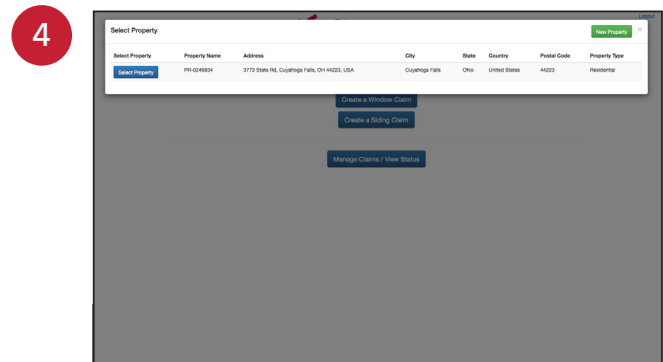 4
Logout
Select Property
New Property ×
Select Property Property Name Address City State Country Postal Code Property Type
Select Property PR-0246834 3773 State Rd, Cuyahoga Falls, OH 44223, USA Cuyahoga Falls Ohio United States 44223 Residential
Create a Window Claim
Create a Siding Claim
Manage Claims / View Status